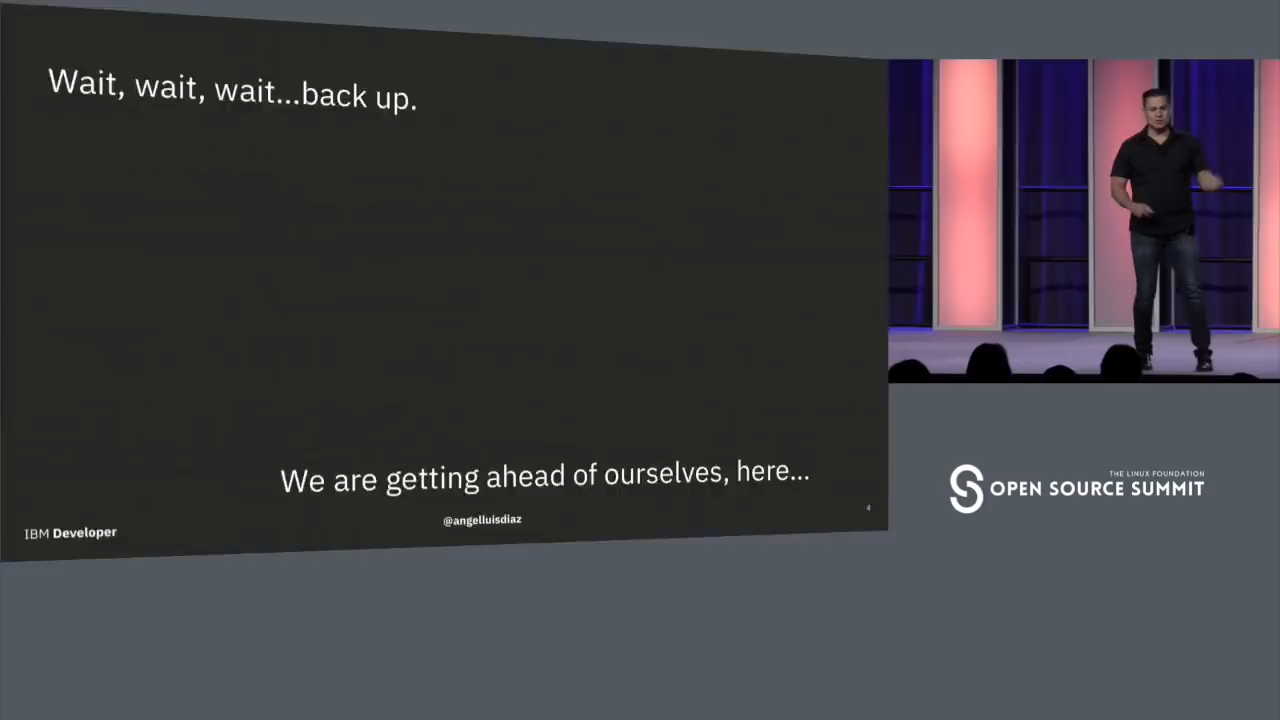 Wait, wait, wait...back up.
We are getting ahead of ourselves, here...
@angelluisdiaz
4
IBM Developer
THE LINUX FOUNDATION
OPEN SOURCE SUMMIT